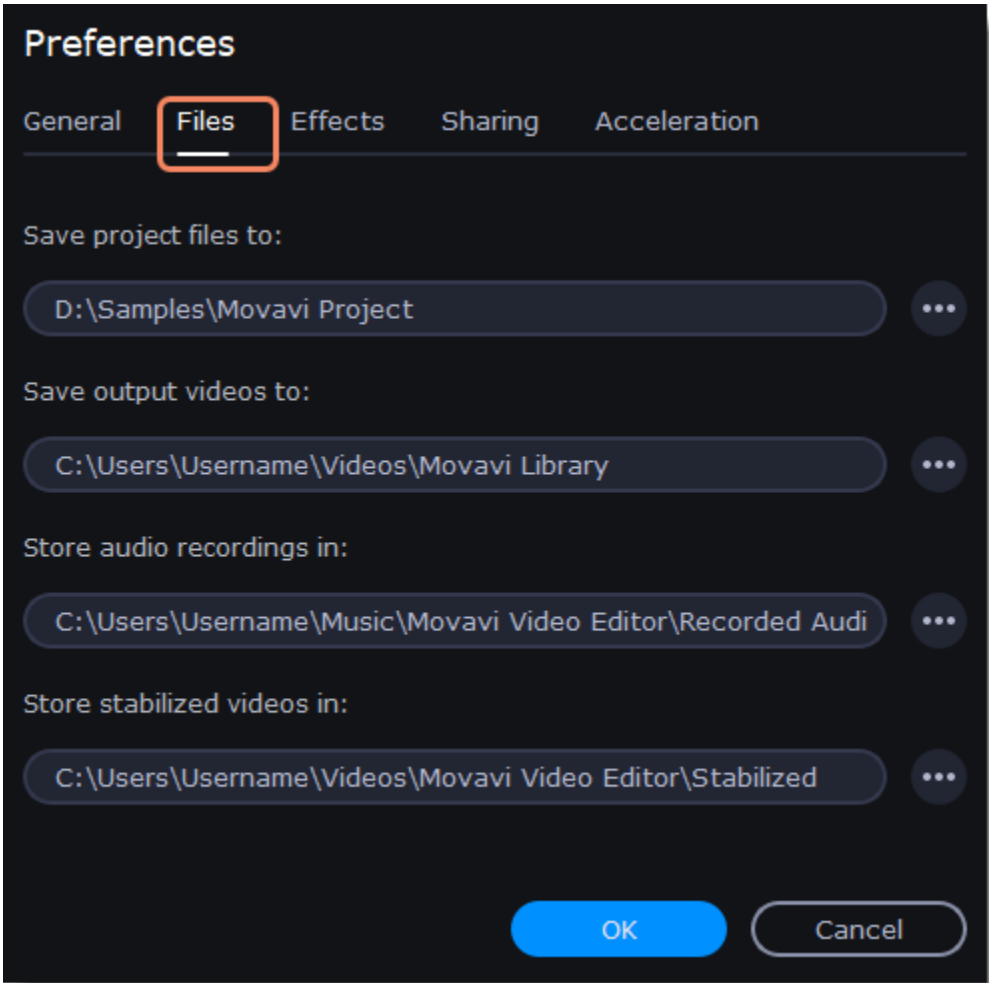 Preferences
General Files Effects Sharing Acceleration
Save project files to:
D:\Samples\Movavi Project
Save output videos to:
C:\Users\Username\Videos\Movavi Library
Store audio recordings in:
C:\Users\Username\Music\Movavi Video Editor\Recorded Audi
Store stabilized videos in:
C:\Users\Username\Videos\Movavi Video Editor\Stabilized
OK Cancel